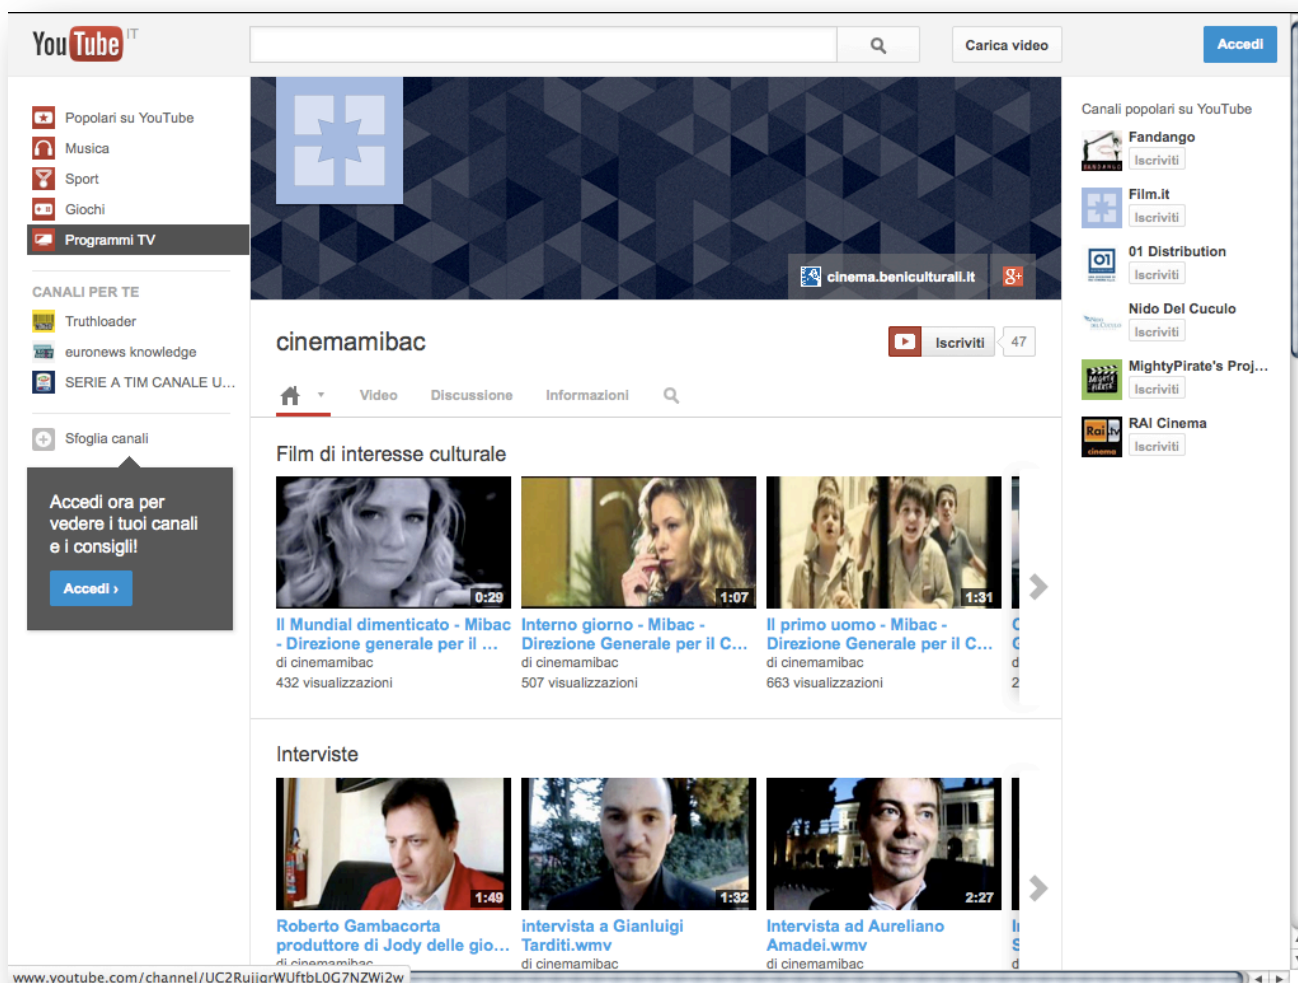 YouTube IT
Carica video
Accedi
Popolari su YouTube
Musica
Sport
Giochi
Programmi TV
CANALI PER TE
Truthloader
euronews knowledge
SERIE A TIM CANALE U...
Sfoglia canali
Accedi ora per
vedere i tuoi canali
e i consigli!
Accedi ›
cinema.beniculturali.it
g+
cinemamibac
Iscriviti
47
Video
Discussione
Informazioni
Film di interesse culturale
0:29
1:07
1:31
Il Mundial dimenticato - Mibac
- Direzione generale per il ...
di cinemamibac
432 visualizzazioni
Interno giorno - Mibac -
Direzione Generale per il C...
di cinemamibac
507 visualizzazioni
Il primo uomo - Mibac -
Direzione Generale per il C...
di cinemamibac
663 visualizzazioni
Interviste
1:49
1:32
2:27
Roberto Gambacorta
produttore di Jody delle gio...
di cinemamibac
intervista a Gianluigi
Tarditi.wmv
di cinemamibac
Intervista ad Aureliano
Amadei.wmv
di cinemamibac
Canali popolari su YouTube
Fandango
Iscriviti
Film.it
Iscriviti
01
01 Distribution
Iscriviti
Nido Del Cuculo
Iscriviti
MightyPirate's Proj...
Iscriviti
Rai.tv
cinema
RAI Cinema
Iscriviti